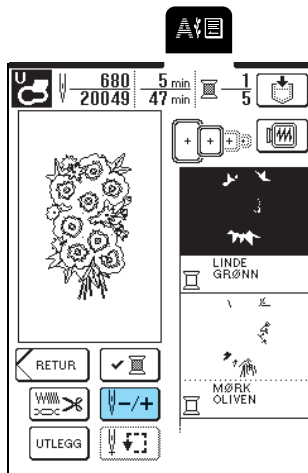 A
U
680 5 min 1
20049 47 min 5
LINDE
GRØNN
RETUR
MØRK
OLIVEN
-/+
UTLEGG